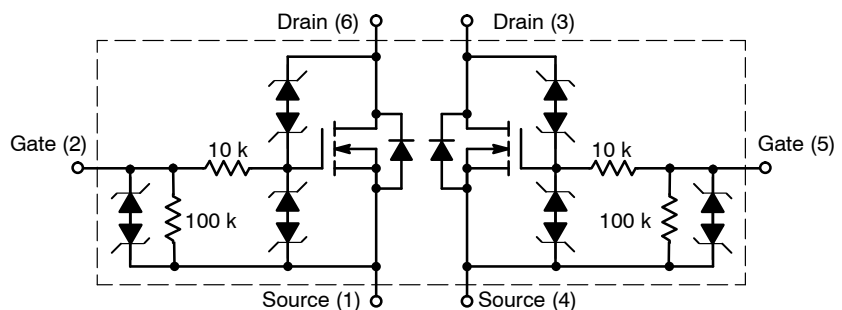 Drain (6)
Drain (3)
Gate (2)
10 k
10 k
Gate (5)
100 k
100 k
Source (1)
Source (4)